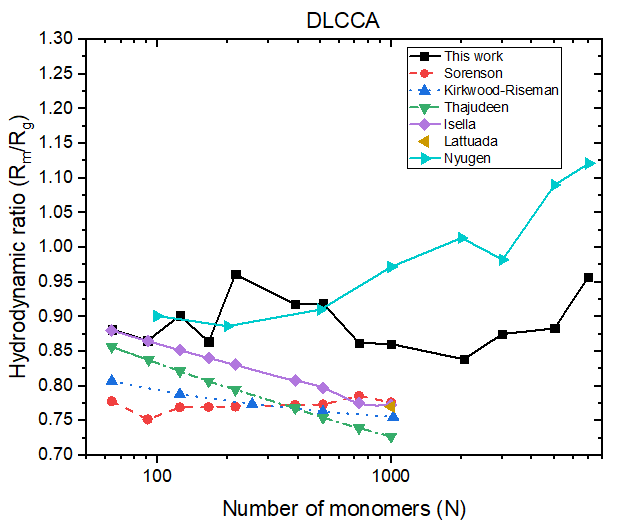 DLCCA
1.30
1.25
1.20
1.15
1.10
1.05
1.00
0.95
0.90
0.85
0.80
0.75
0.70
Hydrodynamic ratio (Rm/Rg)
This work
Sorenson
Kirkwood-Riseman
Thajudeen
Isella
Lattuada
Nyugen
100 1000
Number of monomers (N)